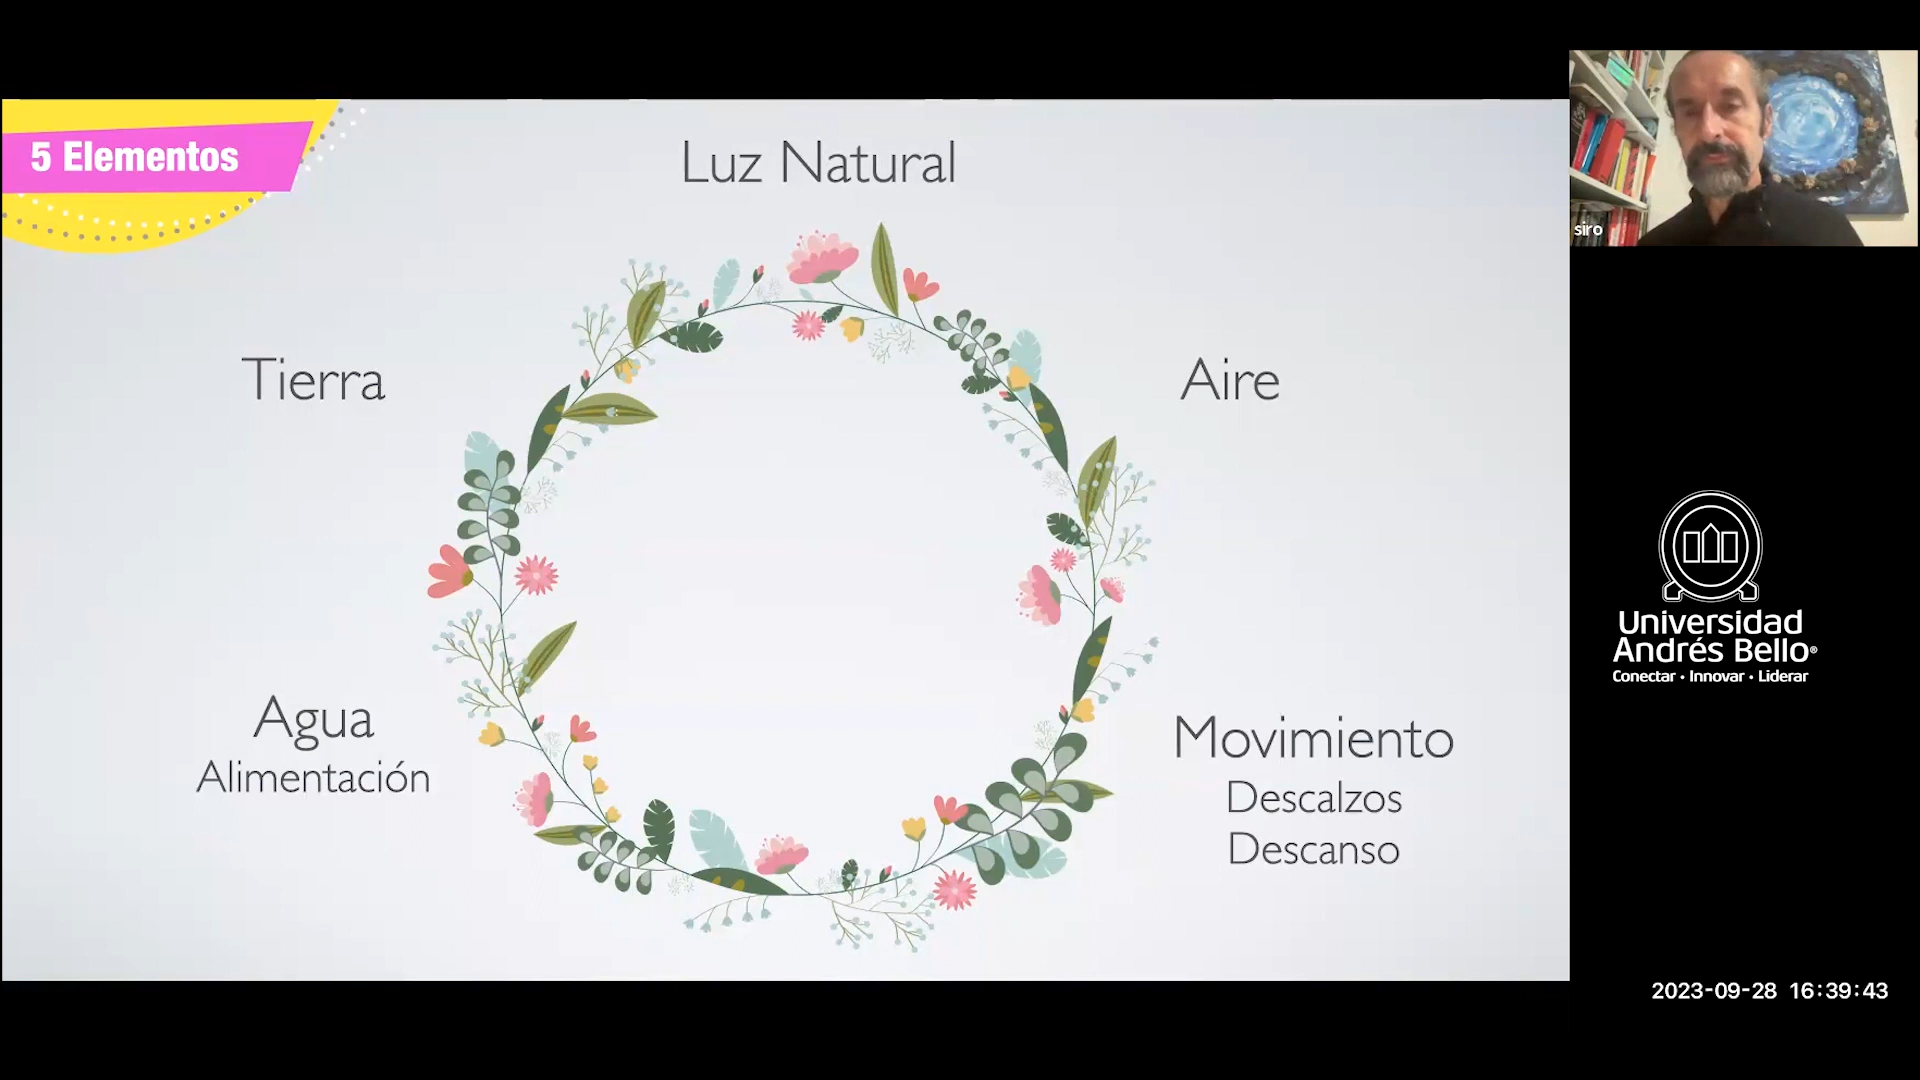 5 Elementos
Luz Natural
Tierra
Aire
Agua
Alimentación
Movimiento
Descalzos
Descanso
siro
Universidad
Andrés Bello®
Conectar • Innovar • Liderar
2023-09-28 16:39:43